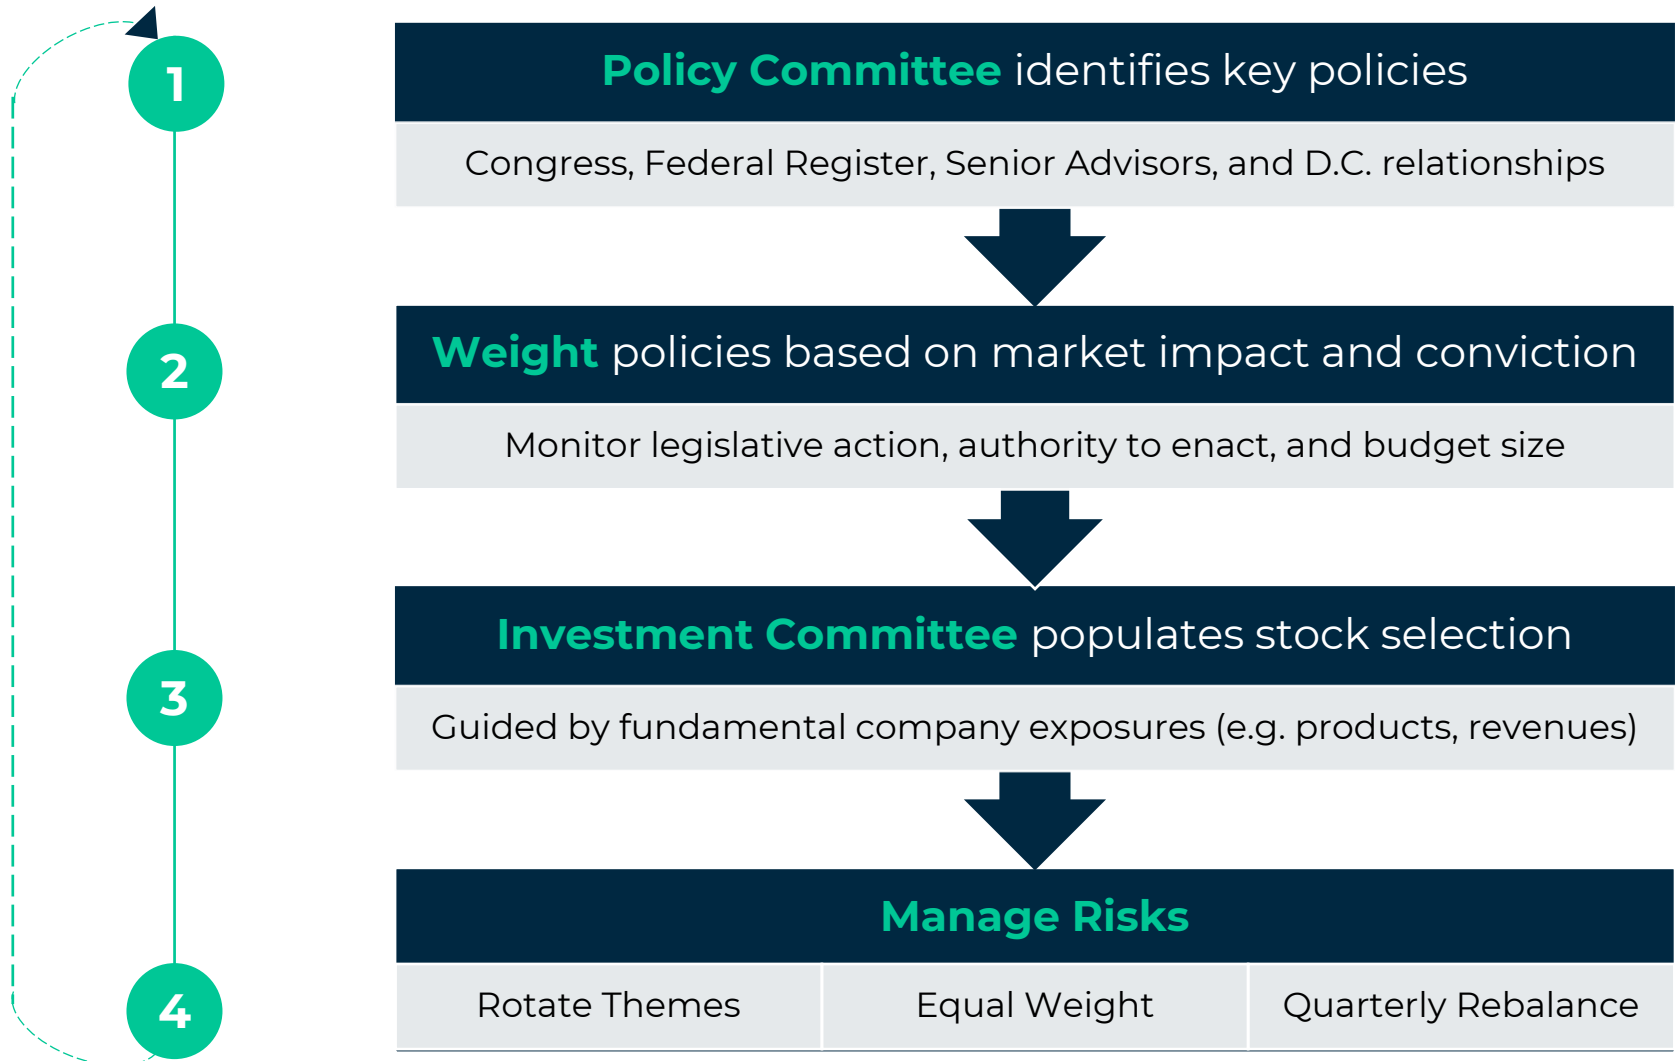 1
Policy Committee identifies key policies
Congress, Federal Register, Senior Advisors, and D.C. relationships
2
Weight policies based on market impact and conviction
Monitor legislative action, authority to enact, and budget size
3
Investment Committee populates stock selection
Guided by fundamental company exposures (e.g. products, revenues)
4
Manage Risks
Rotate Themes
Equal Weight
Quarterly Rebalance